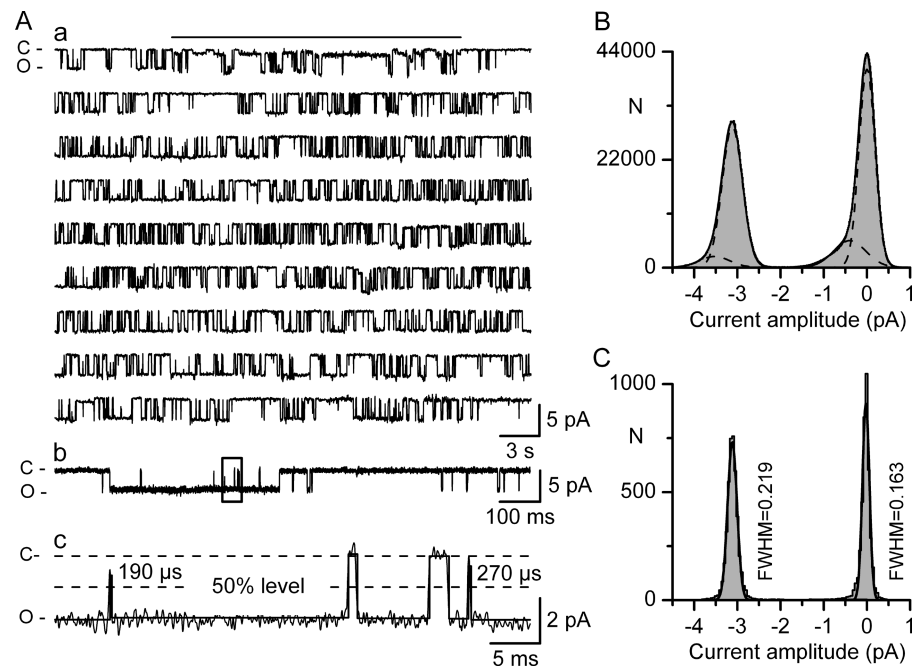 A
a
C -
O -
5 pA
3 s
b
C -
O -
5 pA
100 ms
c
C-
190 µs
50% level
270 µs
O -
2 pA
5 ms
B
44000
N
22000
0
-4 -3 -2 -1 0 1
Current amplitude (pA)
C
1000
N
500
0
FWHM=0.219
FWHM=0.163
-4 -3 -2 -1 0 1
Current amplitude (pA)